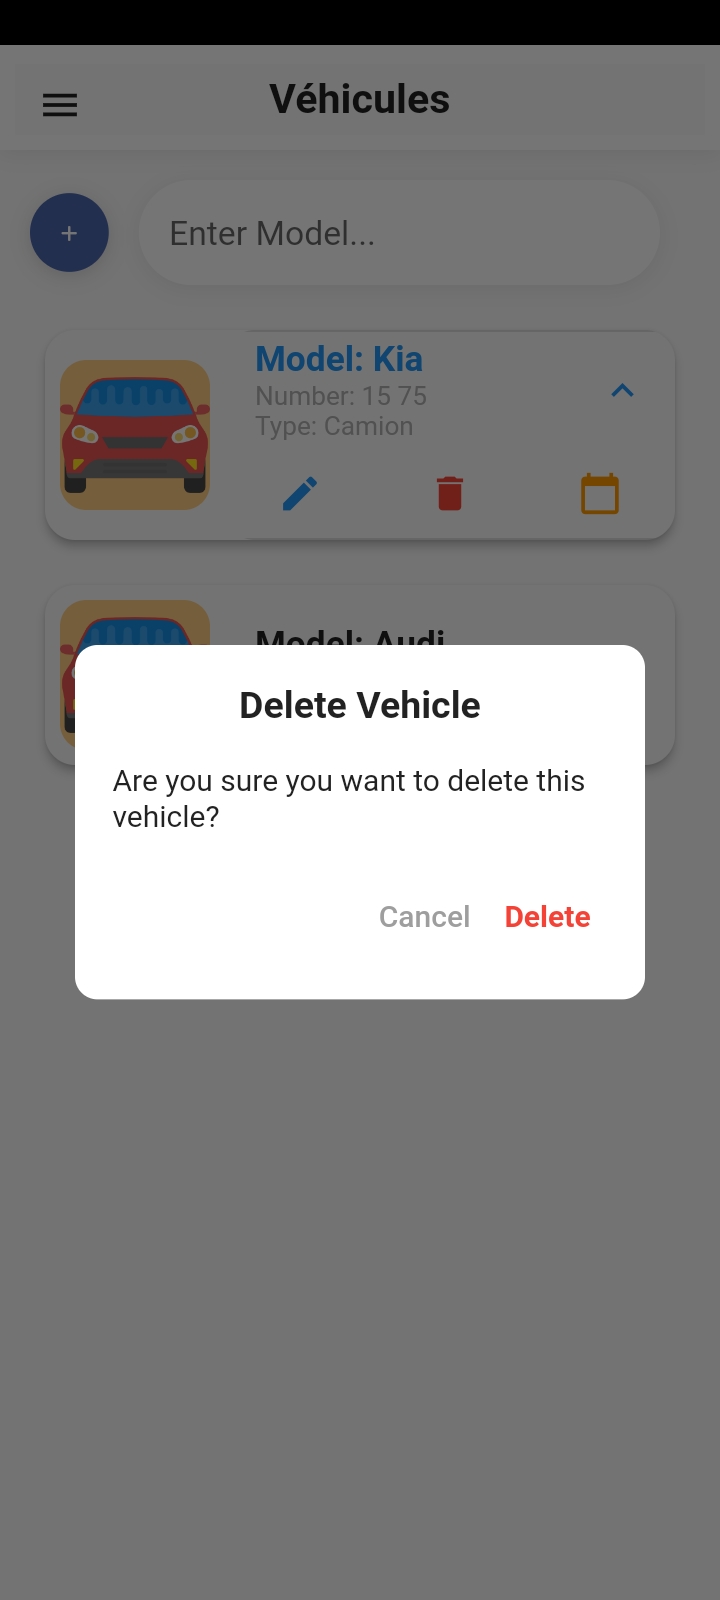 Véhicules
+
Enter Model...
Model: Kia
Number: 15 75
Type: Camion
Model: Audi
Delete Vehicle
Are you sure you want to delete this
vehicle?
Cancel Delete